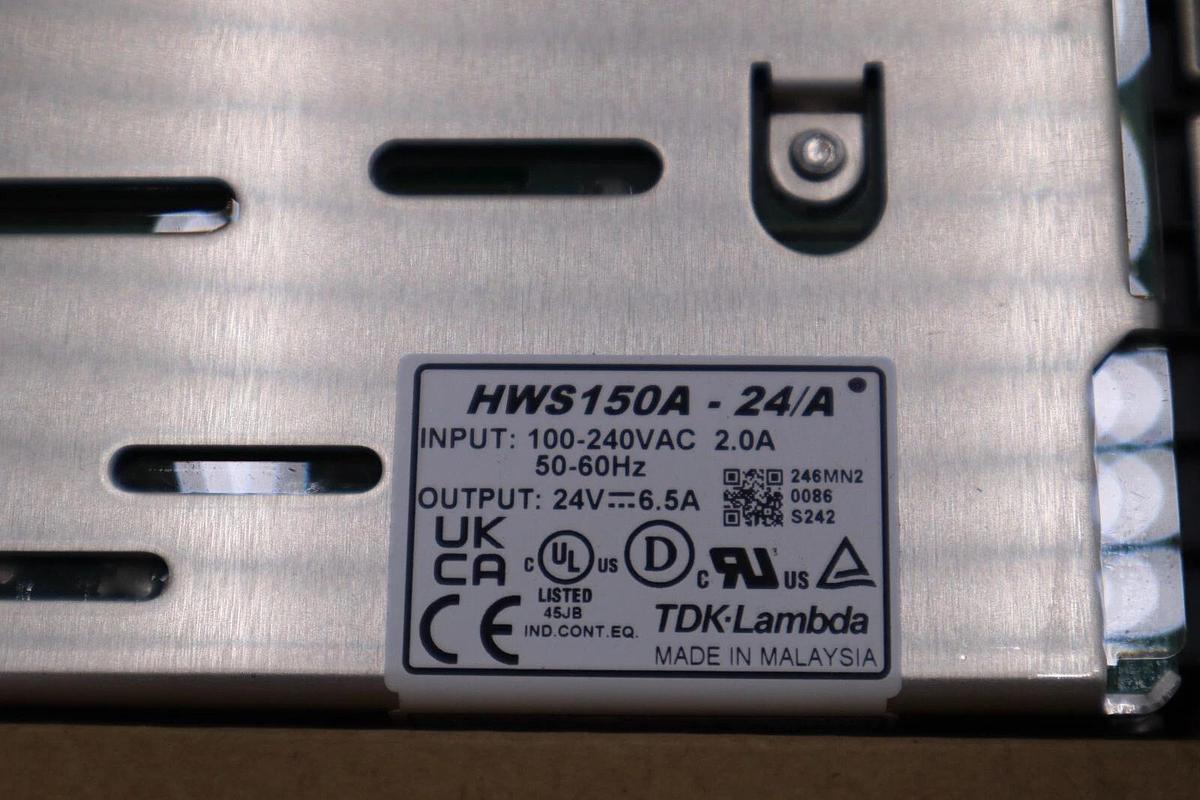 HWS150A - 24/A
INPUT: 100-240VAC 2.0A
50-60Hz
OUTPUT: 24V⎓6.5A
246MN2
0086
S242
UK
CA
C UL US
LISTED
45JB
IND.CONT.EQ.
D
C RU US
CE
TDK·Lambda
MADE IN MALAYSIA